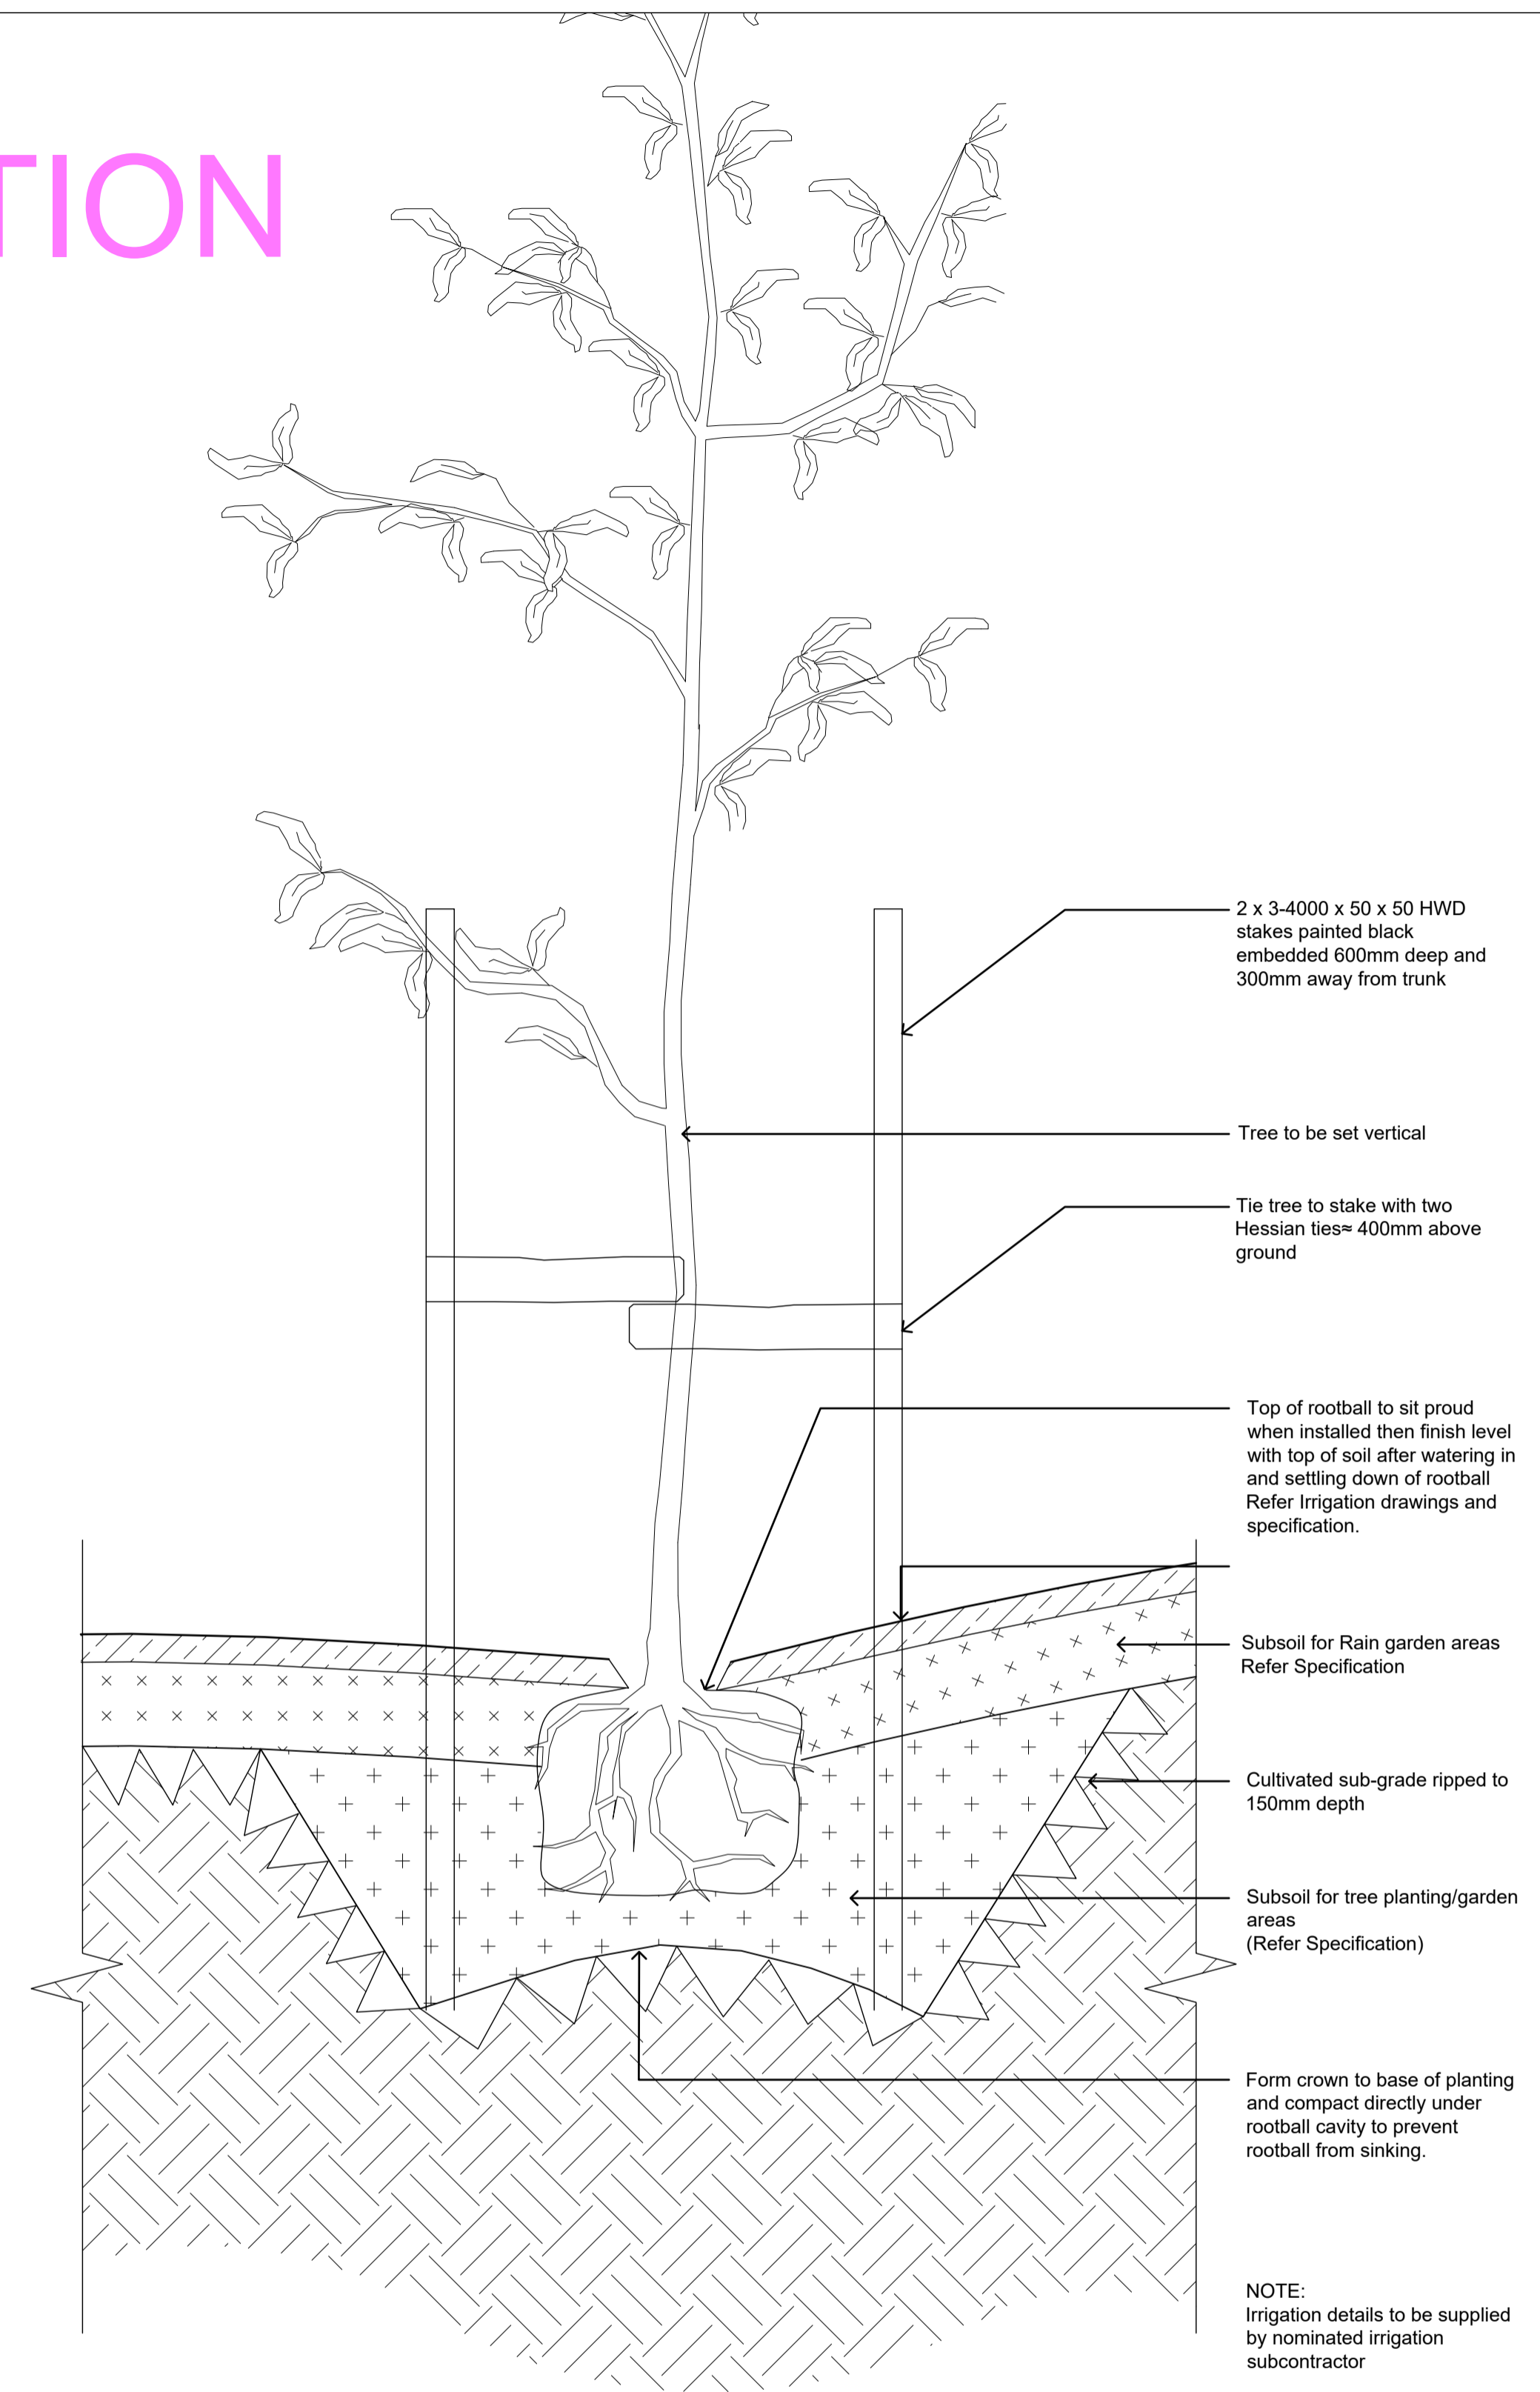 TION
2 x 3-4000 x 50 x 50 HWD
stakes painted black
embedded 600mm deep and
300mm away from trunk
Tree to be set vertical
Tie tree to stake with two
Hessian ties≈ 400mm above
ground
Top of rootball to sit proud
when installed then finish level
with top of soil after watering in
and settling down of rootball
Refer Irrigation drawings and
specification.
Subsoil for Rain garden areas
Refer Specification
Cultivated sub-grade ripped to
150mm depth
Subsoil for tree planting/garden
areas
(Refer Specification)
Form crown to base of planting
and compact directly under
rootball cavity to prevent
rootball from sinking.
NOTE:
Irrigation details to be supplied
by nominated irrigation
subcontractor